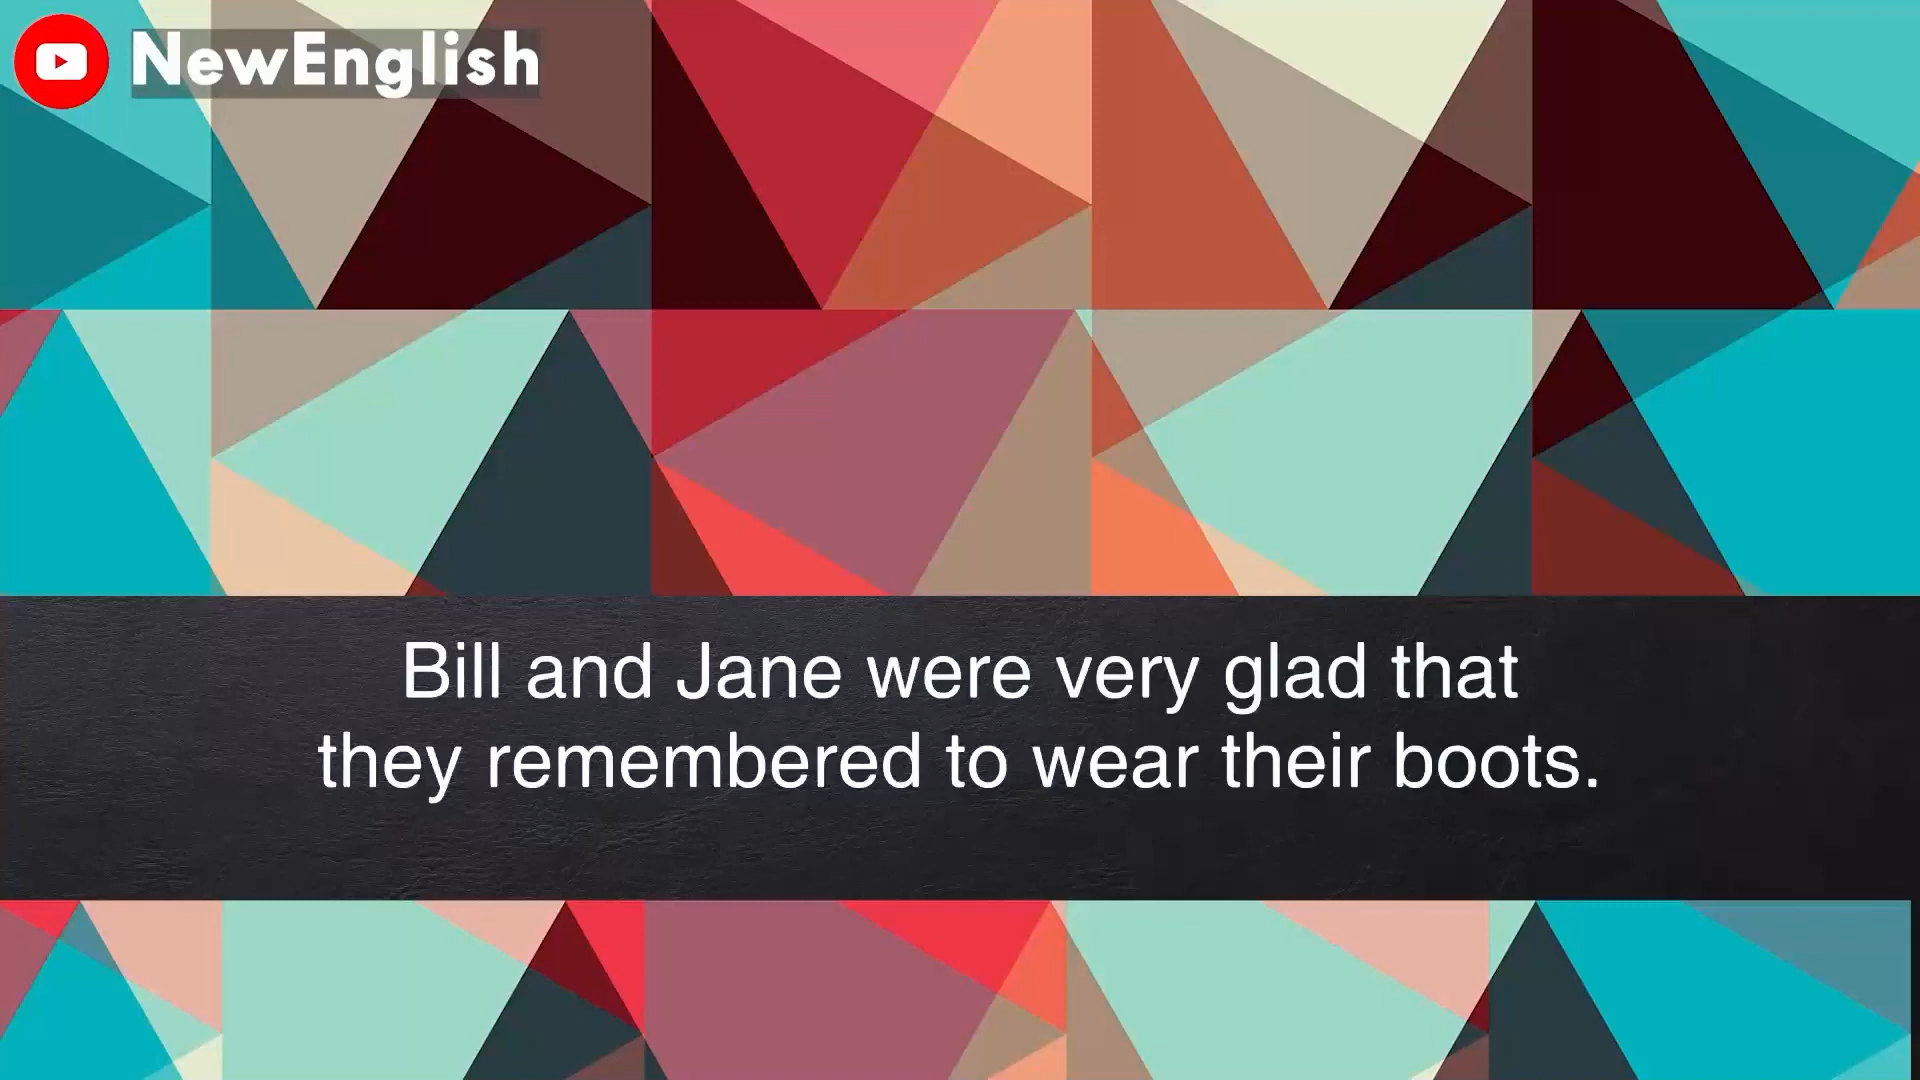 NewEnglish
Bill and Jane were very glad that
they remembered to wear their boots.